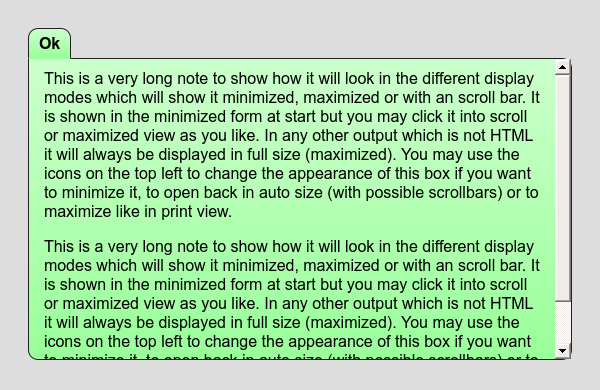 Ok
This is a very long note to show how it will look in the different display
modes which will show it minimized, maximized or with an scroll bar. It
is shown in the minimized form at start but you may click it into scroll
or maximized view as you like. In any other output which is not HTML
it will always be displayed in full size (maximized). You may use the
icons on the top left to change the appearance of this box if you want
to minimize it, to open back in auto size (with possible scrollbars) or to
maximize like in print view.
This is a very long note to show how it will look in the different display
modes which will show it minimized, maximized or with an scroll bar. It
is shown in the minimized form at start but you may click it into scroll
or maximized view as you like. In any other output which is not HTML
it will always be displayed in full size (maximized). You may use the
icons on the top left to change the appearance of this box if you want
to minimize it, to open back in auto size (with possible scrollbars) or to